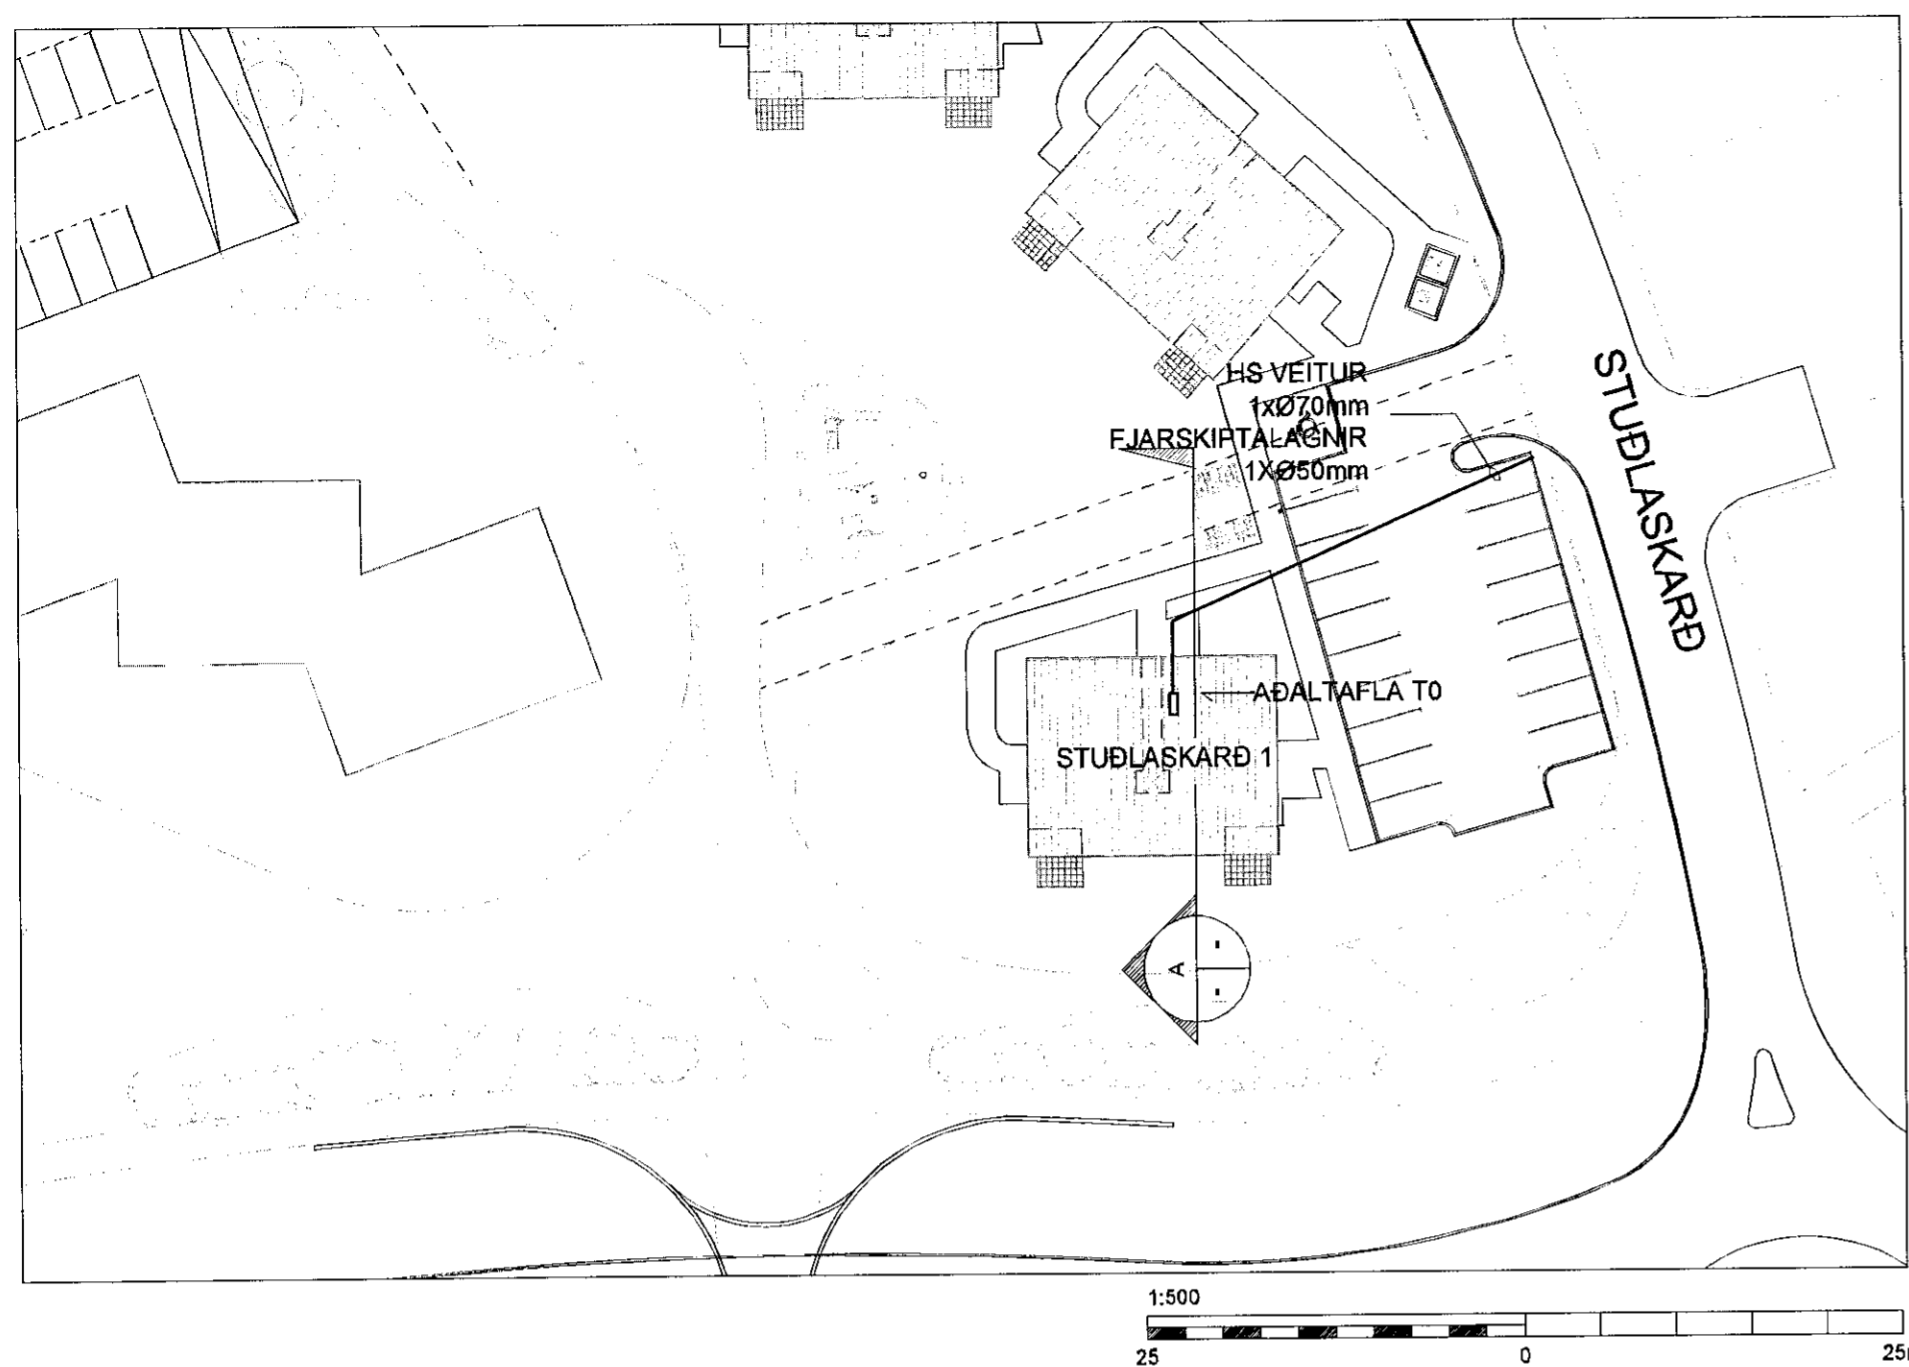 HS VEITUR
1xØ70mm
FJARSKIPTALAGNIR
1XØ50mm
STUÐLASKARÐ
AÐALTAFLA T0
STUÐLASKARÐ 1
A
-
-
1:500
25
0
25